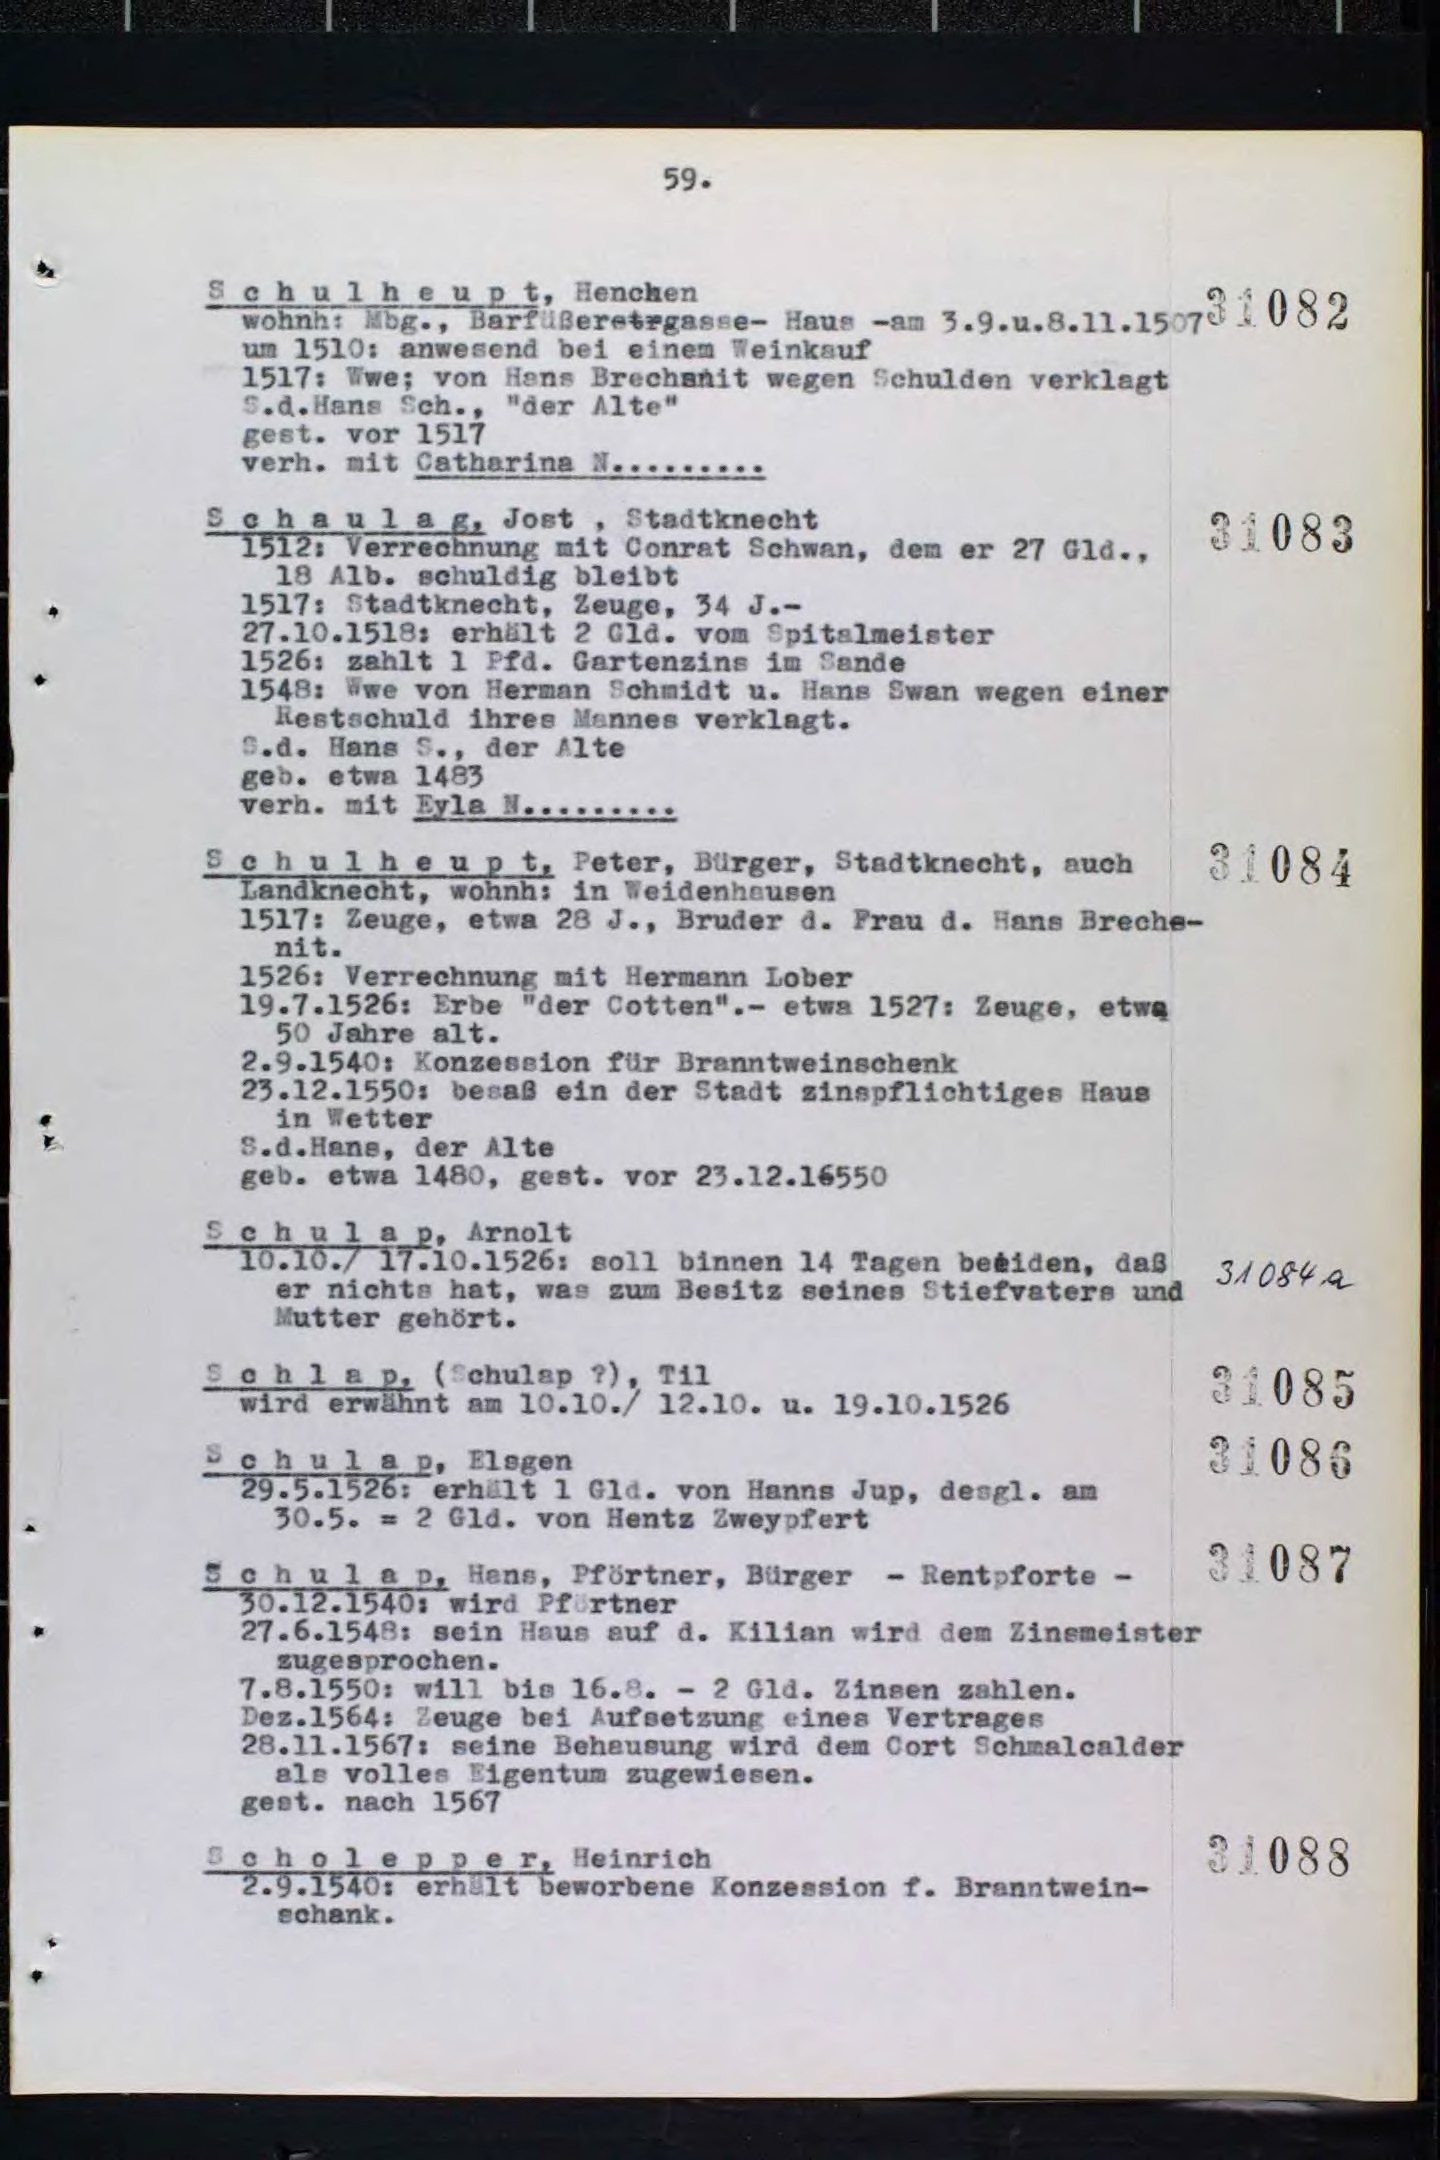 59.
S c h u l h e u p t, Henchen 31082
wohnh: Mbg., Barfüßerstrgasse- Haus -am 3.9.u.8.11.1507
um 1510: anwesend bei einem Weinkauf
1517: Wwe; von Hans Brechsnit wegen Schulden verklagt
S.d.Hans Sch., "der Alte"
gest. vor 1517
verh. mit Catharina N.........
S c h a u l a g, Jost , Stadtknecht 31083
1512: Verrechnung mit Conrat Schwan, dem er 27 Gld.,
18 Alb. schuldig bleibt
1517: Stadtknecht, Zeuge, 34 J.-
27.10.1518: erhält 2 Gld. vom Spitalmeister
1526: zahlt 1 Pfd. Gartenzins im Sande
1548: Wwe von Herman Schmidt u. Hans Swan wegen einer
Restschuld ihres Mannes verklagt.
S.d. Hans S., der Alte
geb. etwa 1483
verh. mit Eyla N.........
S c h u l h e u p t, Peter, Bürger, Stadtknecht, auch 31084
Landknecht, wohnh: in Weidenhausen
1517: Zeuge, etwa 28 J., Bruder d. Frau d. Hans Brechs-
nit.
1526: Verrechnung mit Hermann Lober
19.7.1526: Erbe "der Cotten".- etwa 1527: Zeuge, etwa
50 Jahre alt.
2.9.1540: Konzession für Branntweinschenk
23.12.1550: besaß ein der Stadt zinspflichtiges Haus
in Wetter
S.d.Hans, der Alte
geb. etwa 1480, gest. vor 23.12.16550
S c h u l a p, Arnolt
10.10./ 17.10.1526: soll binnen 14 Tagen beeiden, daß 31084a
er nichts hat, was zum Besitz seines Stiefvaters und
Mutter gehört.
S c h l a p, (Schulap ?), Til 31085
wird erwähnt am 10.10./ 12.10. u. 19.10.1526
S c h u l a p, Elsgen 31086
29.5.1526: erhält 1 Gld. von Hanns Jup, desgl. am
30.5. = 2 Gld. von Hentz Zweypfert
S c h u l a p, Hans, Pförtner, Bürger - Rentpforte - 31087
30.12.1540: wird Pförtner
27.6.1548: sein Haus auf d. Kilian wird dem Zinsmeister
zugesprochen.
7.8.1550: will bis 16.8. - 2 Gld. Zinsen zahlen.
Dez.1564: Zeuge bei Aufsetzung eines Vertrages
28.11.1567: seine Behausung wird dem Cort Schmalcalder
als volles Eigentum zugewiesen.
gest. nach 1567
S c h o l e p p e r, Heinrich 31088
2.9.1540: erhält beworbene Konzession f. Branntwein-
schank.